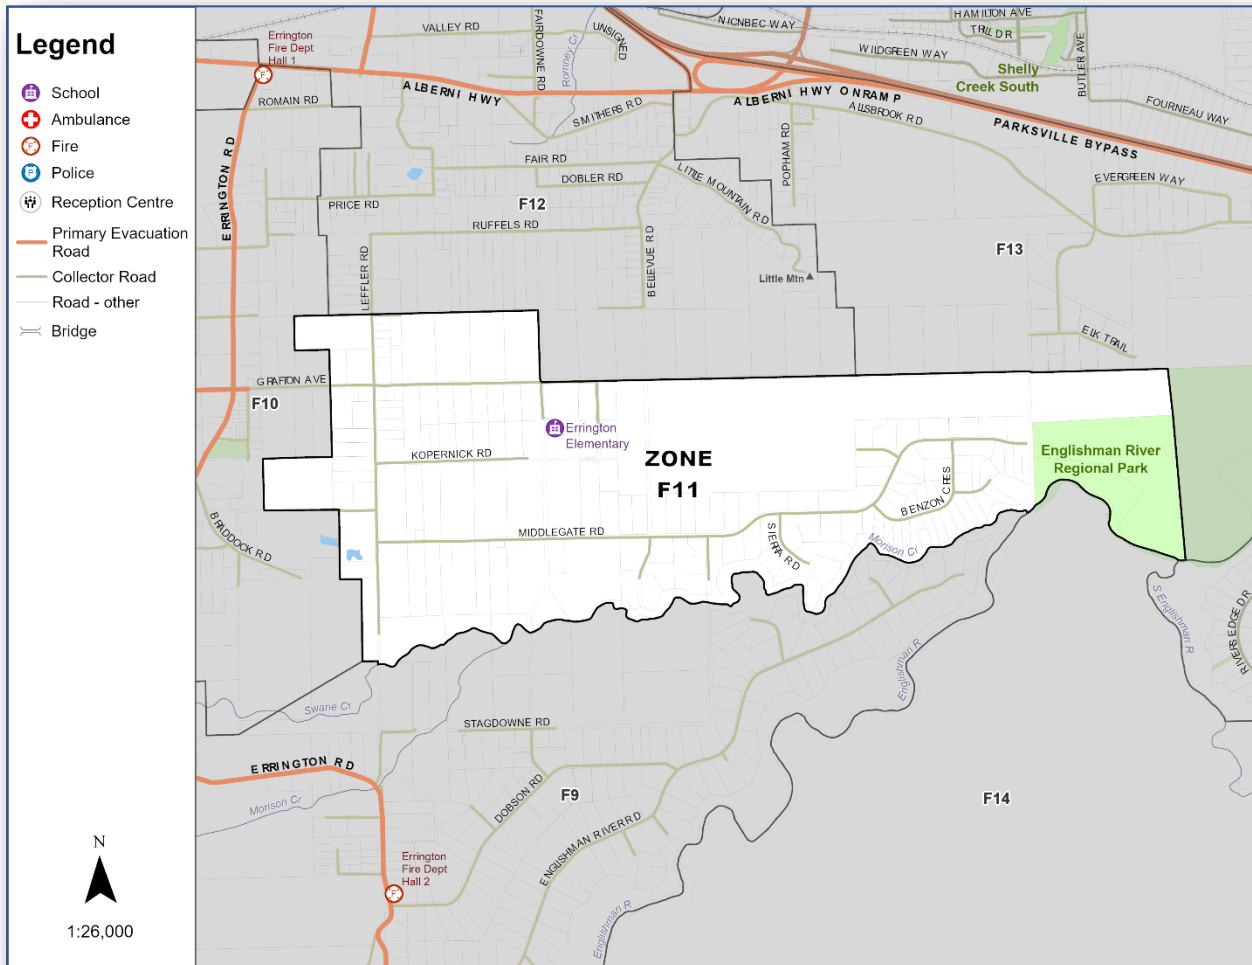 Legend
School
Ambulance
Fire
Police
Reception Centre
Primary Evacuation
Road
Collector Road
Road - other
Bridge
N
1:26,000
Errington
Fire Dept
Hall 1
VALLEY RD
FAIRDOWNE RD
Romney Cr
UNSIGNED
NICNBEC WAY
HAMILTON AVE
TRILL DR
WILDGREEN WAY
BUTLER AVE
Shelly
Creek South
FOURNEAU WAY
ROMAIN RD
ALBERNI HWY
SMITHERS RD
ALBERNI HWY ONRAMP
ALLSBROOK RD
PARKSVILLE BYPASS
ERRINGTON RD
FAIR RD
DOBLER RD
LITTLE MOUNTAIN RD
POPHAM RD
EVERGREEN WAY
PRICE RD
F12
RUFFELS RD
LEFFLER RD
BELLEVUE RD
Little Mtn
F13
ELK TRAIL
GRAFTON AVE
F10
Errington
Elementary
KOPERNICK RD
ZONE
F11
Englishman River
Regional Park
BENZON CRES
BRADDOCK RD
MIDDLEGATE RD
SIERRA RD
Morison Cr
S Englishman R
RIVERS EDGE DR
Englishman R
Swane Cr
STAGDOWNE RD
ERRINGTON RD
Morison Cr
DOBSON RD
F9
F14
ENGLISHMAN RIVER RD
Errington
Fire Dept
Hall 2
Englishman R